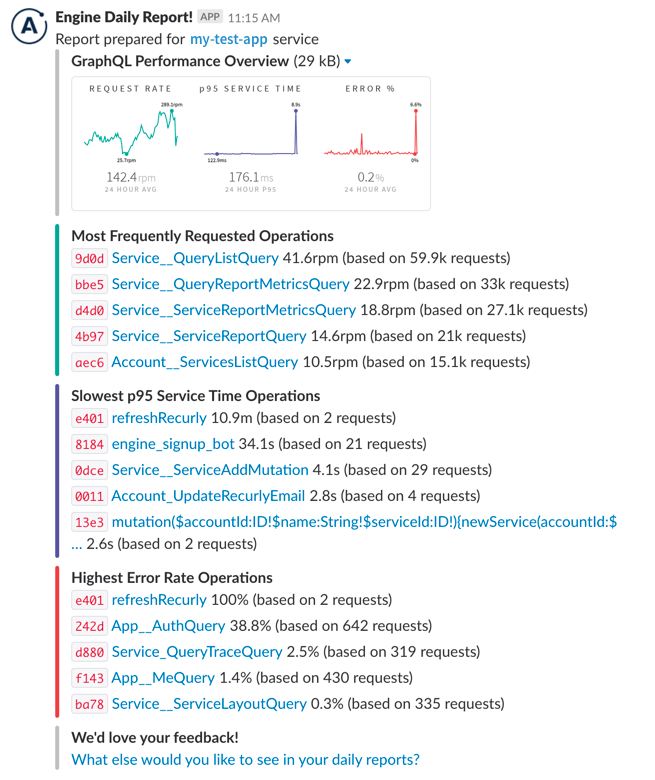 Engine Daily Report! APP 11:15 AM
Report prepared for my-test-app service
GraphQL Performance Overview (29 kB)
REQUEST RATE p95 SERVICE TIME ERROR %
289.1rpm 8.9s 6.6%
25.7rpm 122.9ms 0%
142.4rpm 176.1ms 0.2%
24 HOUR AVG 24 HOUR P95 24 HOUR AVG
Most Frequently Requested Operations
9d0d Service__QueryListQuery 41.6rpm (based on 59.9k requests)
bbe5 Service__QueryReportMetricsQuery 22.9rpm (based on 33k requests)
d4d0 Service__ServiceReportMetricsQuery 18.8rpm (based on 27.1k requests)
4b97 Service__ServiceReportQuery 14.6rpm (based on 21k requests)
aec6 Account__ServicesListQuery 10.5rpm (based on 15.1k requests)
Slowest p95 Service Time Operations
e401 refreshRecurly 10.9m (based on 2 requests)
8184 engine_signup_bot 34.1s (based on 21 requests)
0dce Service__ServiceAddMutation 4.1s (based on 29 requests)
0011 Account_UpdateRecurlyEmail 2.8s (based on 4 requests)
13e3 mutation($accountId:ID!$name:String!$serviceId:ID!){newService(accountId:$
... 2.6s (based on 2 requests)
Highest Error Rate Operations
e401 refreshRecurly 100% (based on 2 requests)
242d App__AuthQuery 38.8% (based on 642 requests)
d880 Service_QueryTraceQuery 2.5% (based on 319 requests)
f143 App__MeQuery 1.4% (based on 430 requests)
ba78 Service__ServiceLayoutQuery 0.3% (based on 335 requests)
We'd love your feedback!
What else would you like to see in your daily reports?